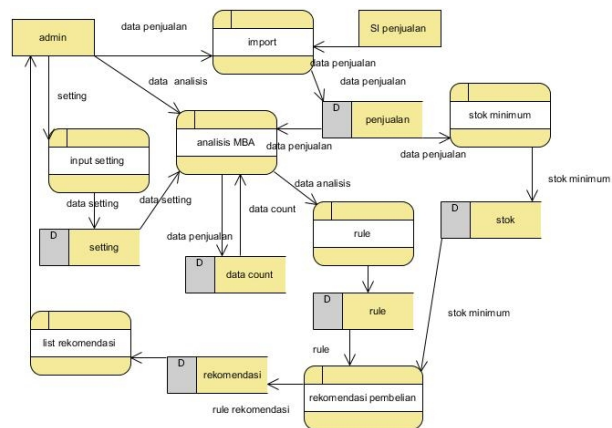 data penjualan
admin
import
SI penjualan
data penjualan
data analisis
data penjualan
setting
D
penjualan
stok minimum
input setting
analisis MBA
data penjualan
data penjualan
data setting
data setting
data analisis
stok minimum
data count
D
setting
data penjualan
rule
D
stok
D
data count
D
rule
stok minimum
list rekomendasi
rule
D
rekomendasi
rekomendasi pembelian
rule rekomendasi